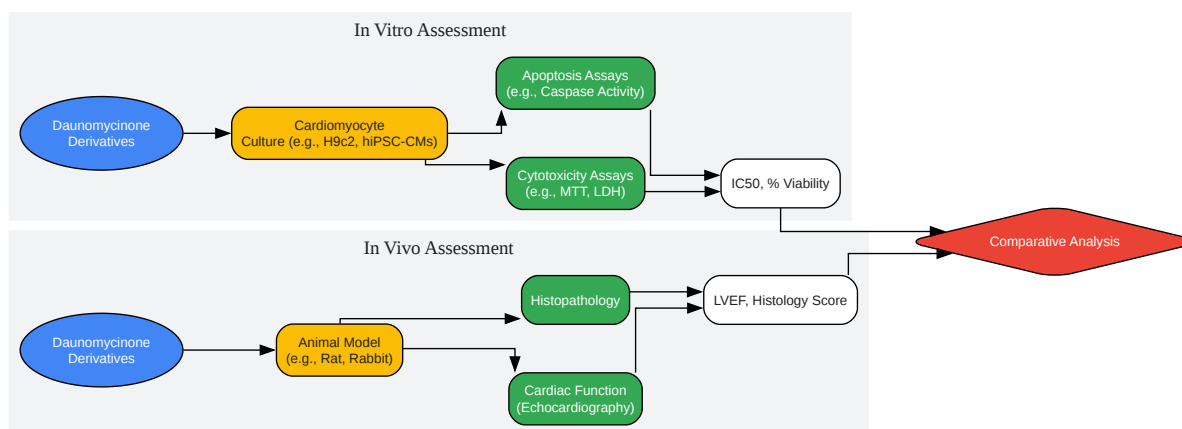 In Vitro Assessment
Daunomycinone
Derivatives
Cardiomyocyte
Culture (e.g., H9c2, hiPSC-CMs)
Apoptosis Assays
(e.g., Caspase Activity)
Cytotoxicity Assays
(e.g., MTT, LDH)
IC50, % Viability
Comparative Analysis
In Vivo Assessment
Daunomycinone
Derivatives
Animal Model
(e.g., Rat, Rabbit)
Histopathology
Cardiac Function
(Echocardiography)
LVEF, Histology Score